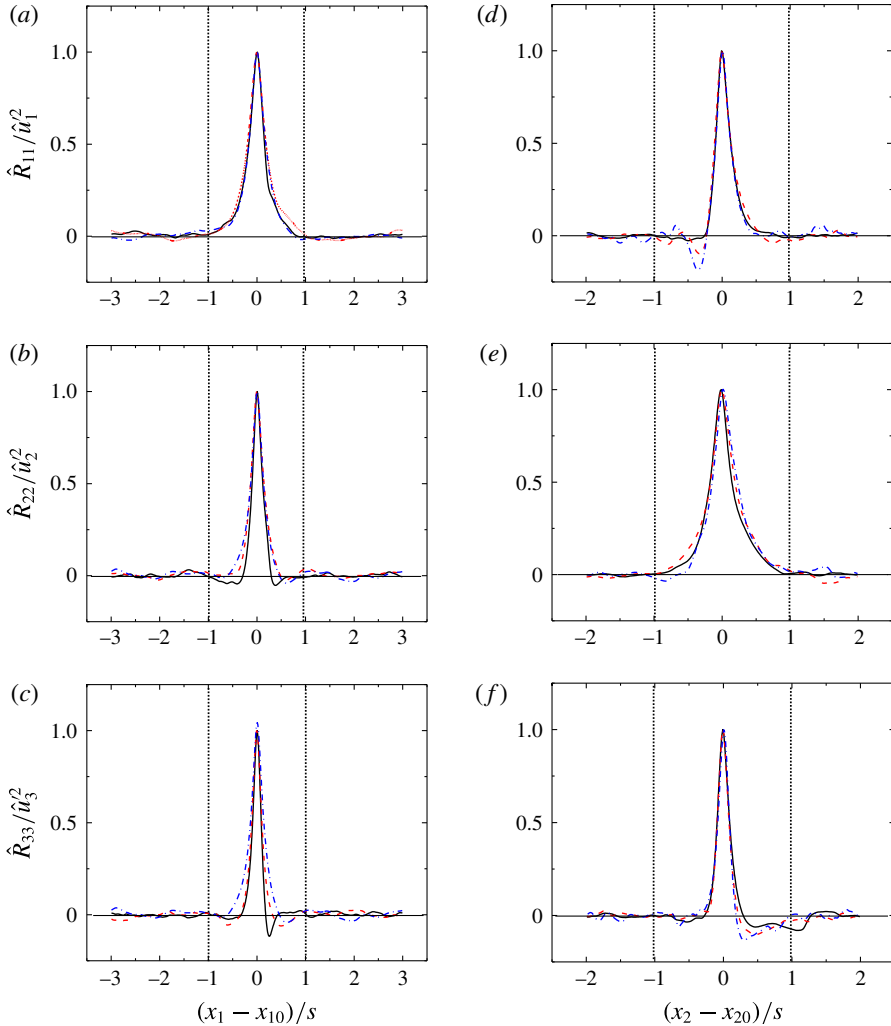 (a)
1.0
0.5
0
R̂₁₁/û′₁²
–3 –2 –1 0 1 2 3
(d)
1.0
0.5
0
–2 –1 0 1 2
(b)
1.0
0.5
0
R̂₂₂/û′₂²
–3 –2 –1 0 1 2 3
(e)
1.0
0.5
0
–2 –1 0 1 2
(c)
1.0
0.5
0
R̂₃₃/û′₃²
–3 –2 –1 0 1 2 3
(x₁ – x₁₀)/s
(f)
1.0
0.5
0
–2 –1 0 1 2
(x₂ – x₂₀)/s